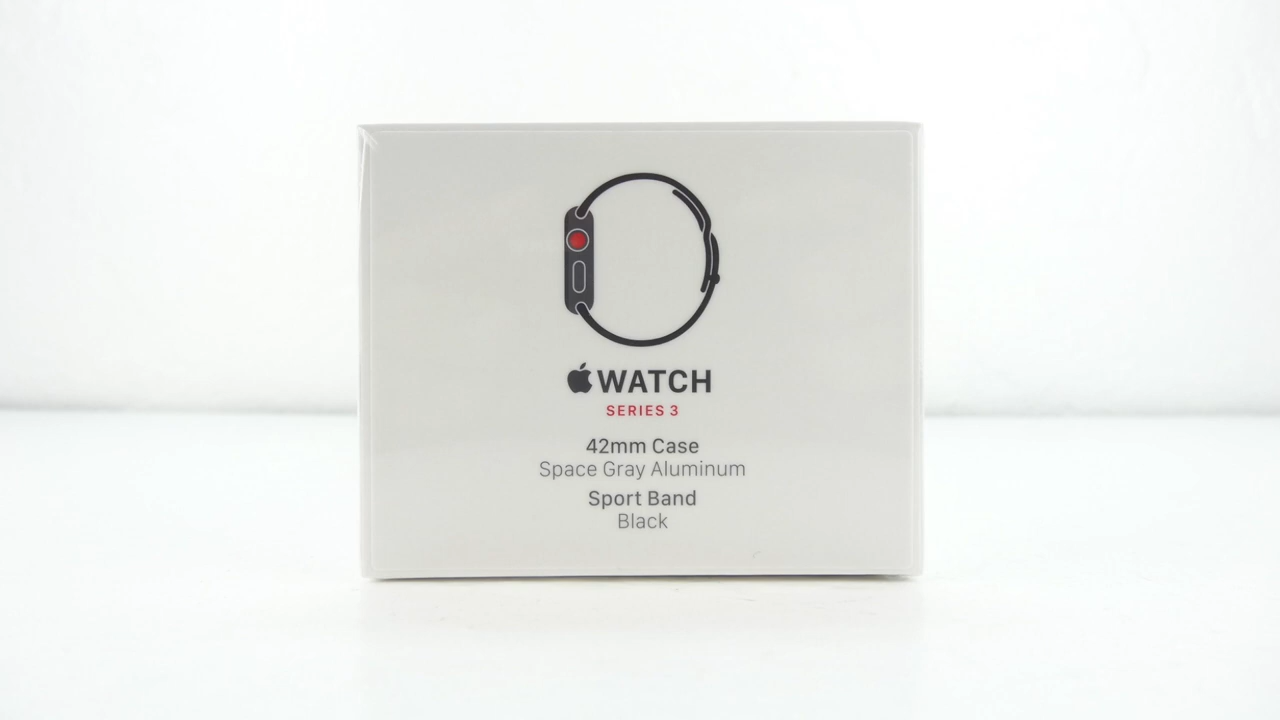 WATCH
SERIES 3
42mm Case
Space Gray Aluminum
Sport Band
Black